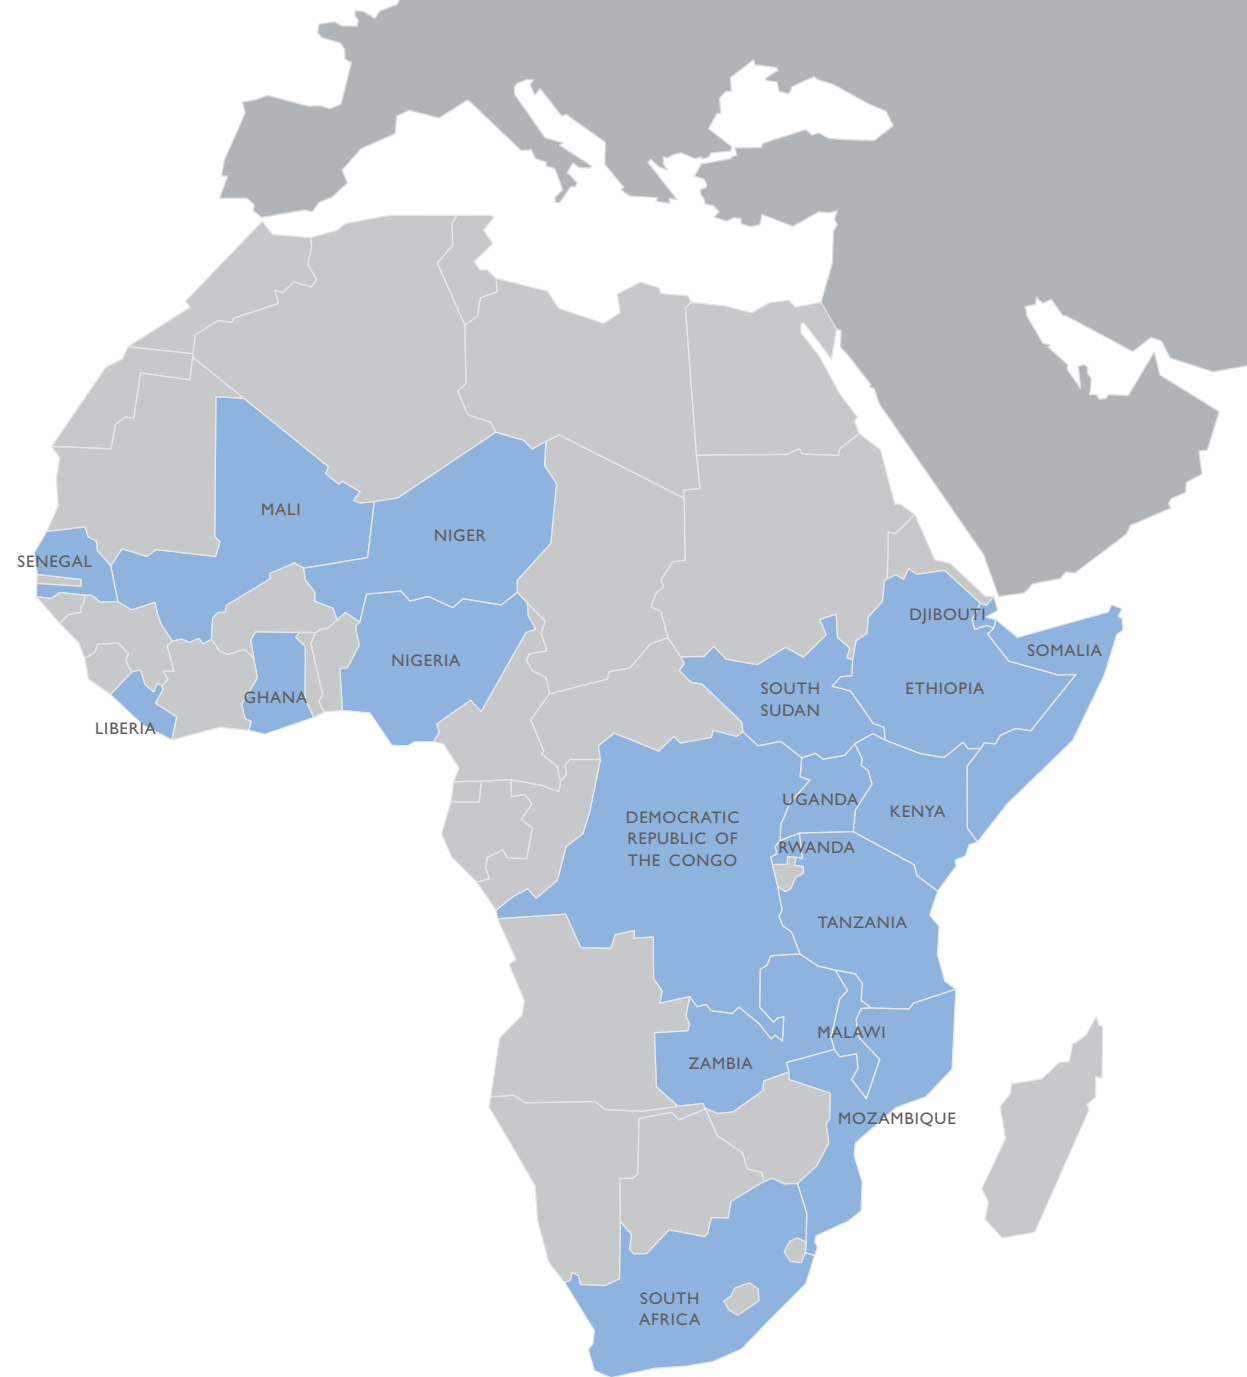 MALI
NIGER
SENEGAL
DJIBOUTI
SOMALIA
NIGERIA
SOUTH
SUDAN
ETHIOPIA
GHANA
LIBERIA
UGANDA
KENYA
DEMOCRATIC
REPUBLIC OF
THE CONGO
RWANDA
TANZANIA
MALAWI
ZAMBIA
MOZAMBIQUE
SOUTH
AFRICA